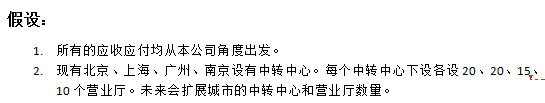 假设：
1. 所有的应收应付均从本公司角度出发。
2. 现有北京、上海、广州、南京设有中转中心。每个中转中心下设各设 20、20、15、
10 个营业厅。未来会扩展城市的中转中心和营业厅数量。